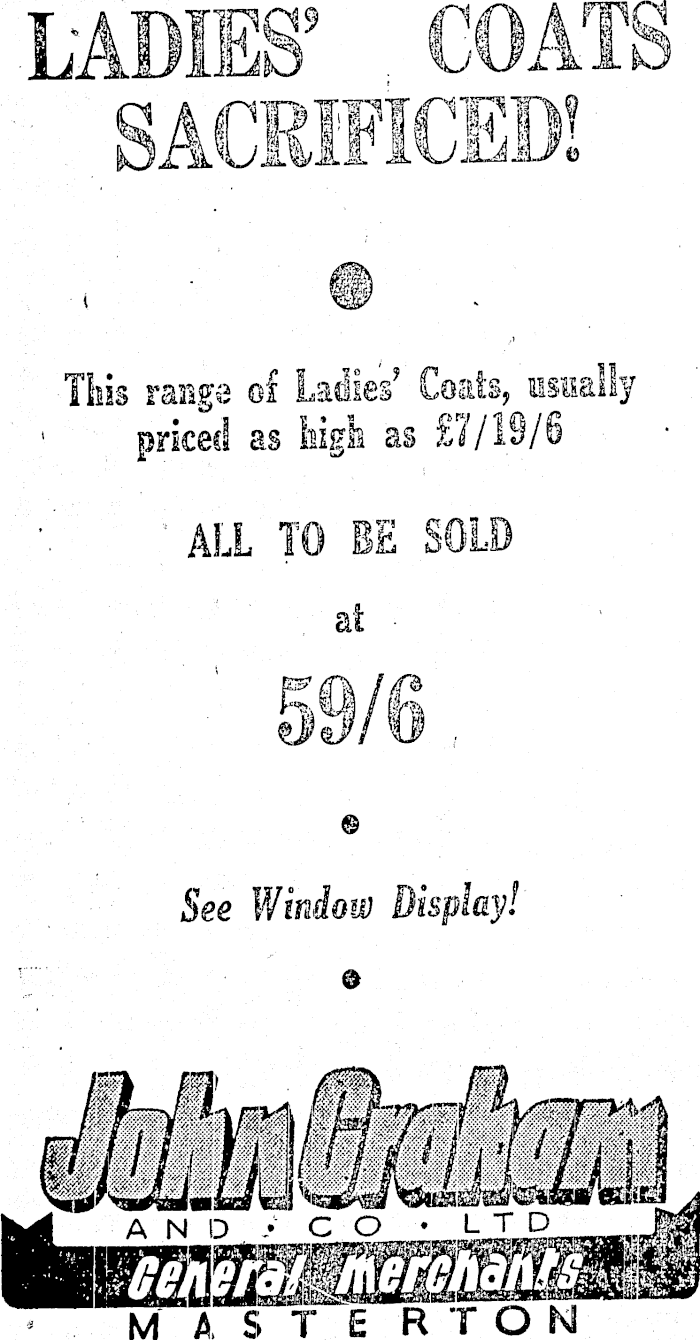 LADIES' COATS
SACRIFICED!
This range of Ladies' Coats, usually
priced as high as £7/19/6
ALL TO BE SOLD
at
59/6
See Window Display!
John Graham
AND · CO · LTD
General Merchants
MASTERTON